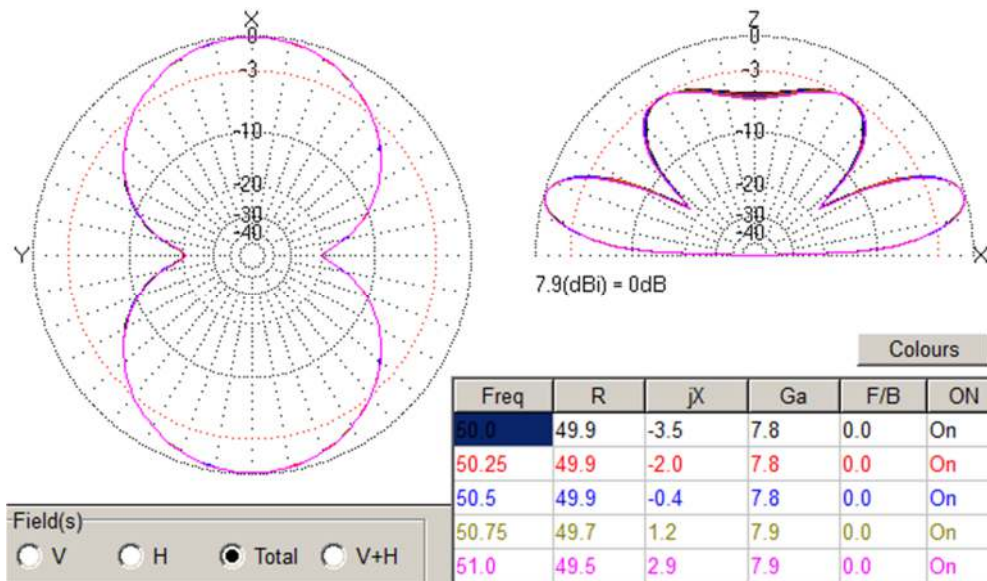 X
0
-3
-10
-20
-30
-40
Y
Z
0
-3
-10
-20
-30
-40
X
7.9(dBi) = 0dB
Colours
Freq R jX Ga F/B ON
50.0 49.9 -3.5 7.8 0.0 On
50.25 49.9 -2.0 7.8 0.0 On
50.5 49.9 -0.4 7.8 0.0 On
50.75 49.7 1.2 7.9 0.0 On
51.0 49.5 2.9 7.9 0.0 On
Field(s)
V H Total V+H